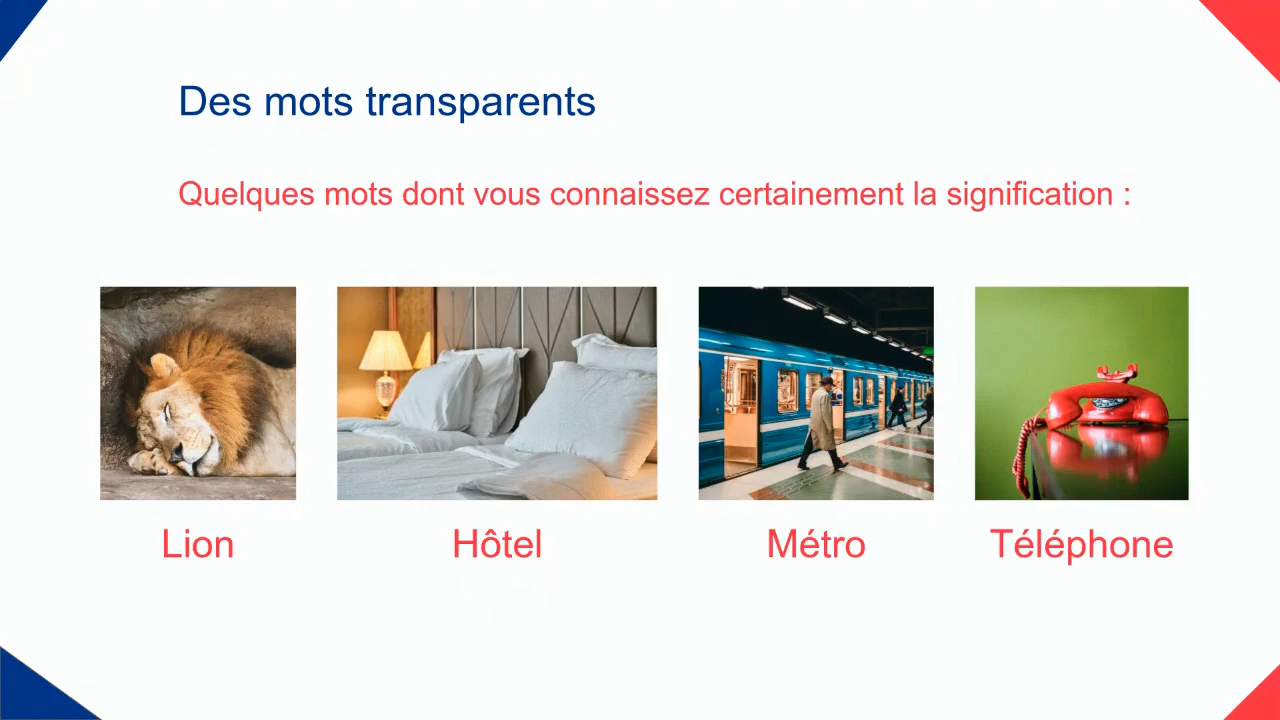 Des mots transparents
Quelques mots dont vous connaissez certainement la signification :
Lion
Hôtel
Métro
Téléphone